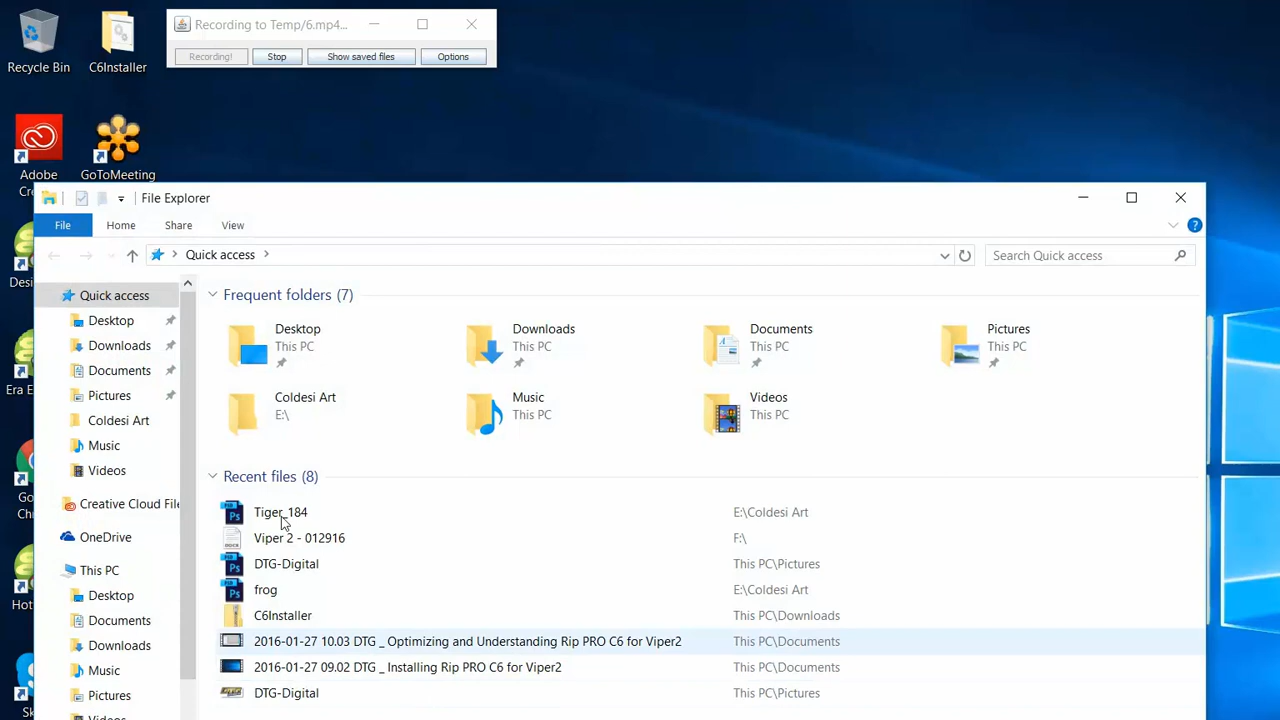 Recording to Temp/6.mp4...
Recording!
Stop
Show saved files
Options
Recycle Bin
C6Installer
Adobe
GoToMeeting
File Explorer
File
Home
Share
View
Quick access
Search Quick access
Quick access
Desktop
Downloads
Documents
Pictures
Coldesi Art
Music
Videos
Creative Cloud File
OneDrive
This PC
Desktop
Documents
Downloads
Music
Pictures
Frequent folders (7)
Desktop
This PC
Downloads
This PC
Documents
This PC
Pictures
This PC
Coldesi Art
E:\
Music
This PC
Videos
This PC
Recent files (8)
Tiger_184 E:\Coldesi Art
Viper 2 - 012916 F:\
DTG-Digital This PC\Pictures
frog E:\Coldesi Art
C6Installer This PC\Downloads
2016-01-27 10.03 DTG _ Optimizing and Understanding Rip PRO C6 for Viper2 This PC\Documents
2016-01-27 09.02 DTG _ Installing Rip PRO C6 for Viper2 This PC\Documents
DTG-Digital This PC\Pictures